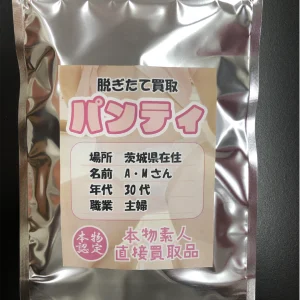 脱ぎたて買取
パンティ
場所 茨城県在住
名前 A・Mさん
年代 30代
職業 主婦
本物
認定
本物素人
直接買取品